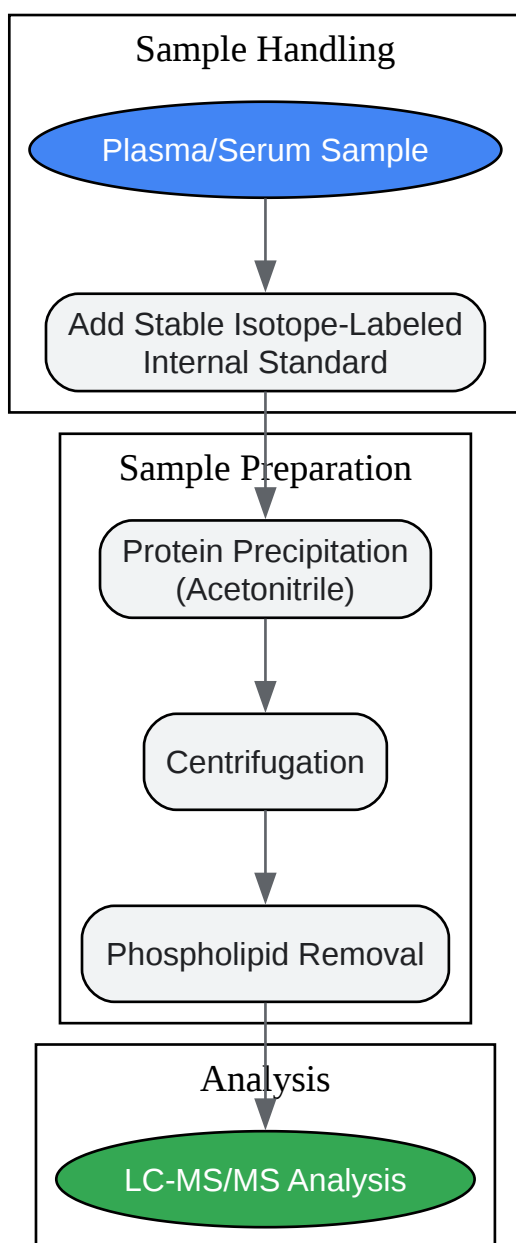 Sample Handling
Plasma/Serum Sample
Add Stable Isotope-Labeled
Internal Standard
Sample Preparation
Protein Precipitation
(Acetonitrile)
Centrifugation
Phospholipid Removal
Analysis
LC-MS/MS Analysis